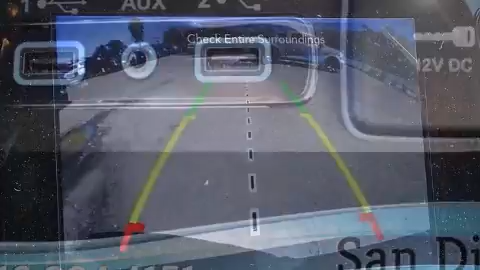 1 AUX 2
Check Entire Surroundings
12V DC
San Di